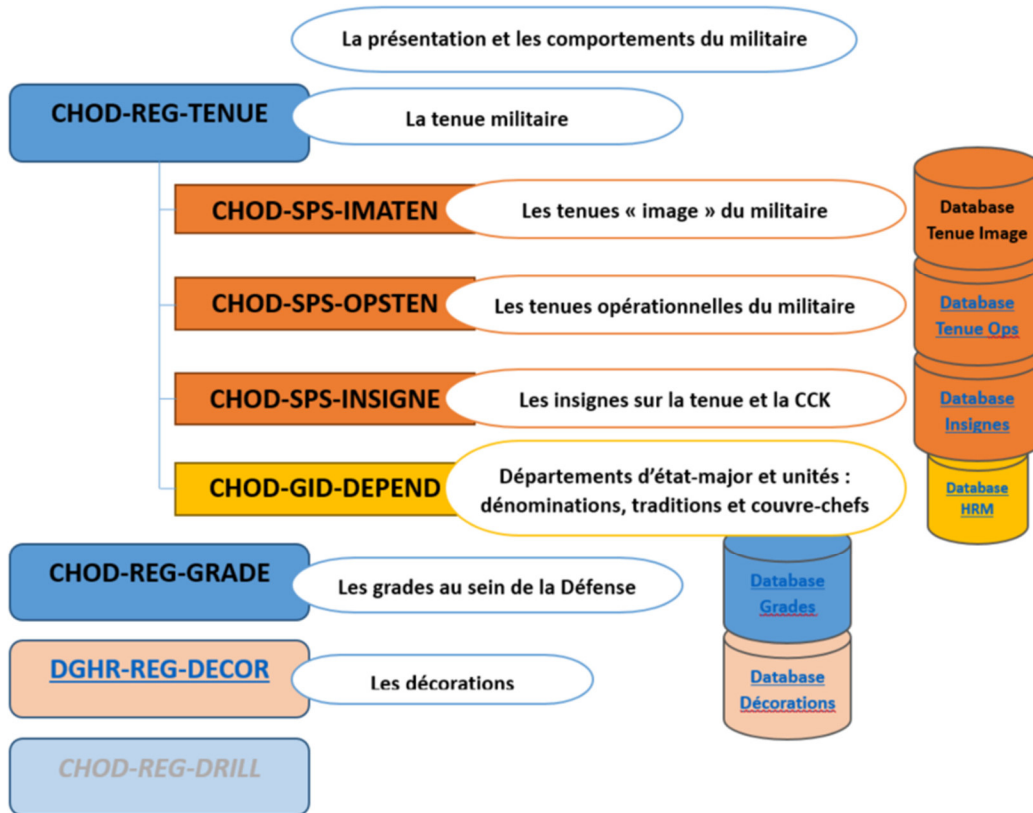 La présentation et les comportements du militaire
CHOD-REG-TENUE
La tenue militaire
CHOD-SPS-IMATEN
Les tenues « image » du militaire
Database
Tenue Image
CHOD-SPS-OPSTEN
Les tenues opérationnelles du militaire
Database
Tenue Ops
CHOD-SPS-INSIGNE
Les insignes sur la tenue et la CCK
Database
Insignes
CHOD-GID-DEPEND
Départements d’état-major et unités :
dénominations, traditions et couvre-chefs
Database
HRM
CHOD-REG-GRADE
Les grades au sein de la Défense
Database
Grades
DGHR-REG-DECOR
Les décorations
Database
Décorations
CHOD-REG-DRILL